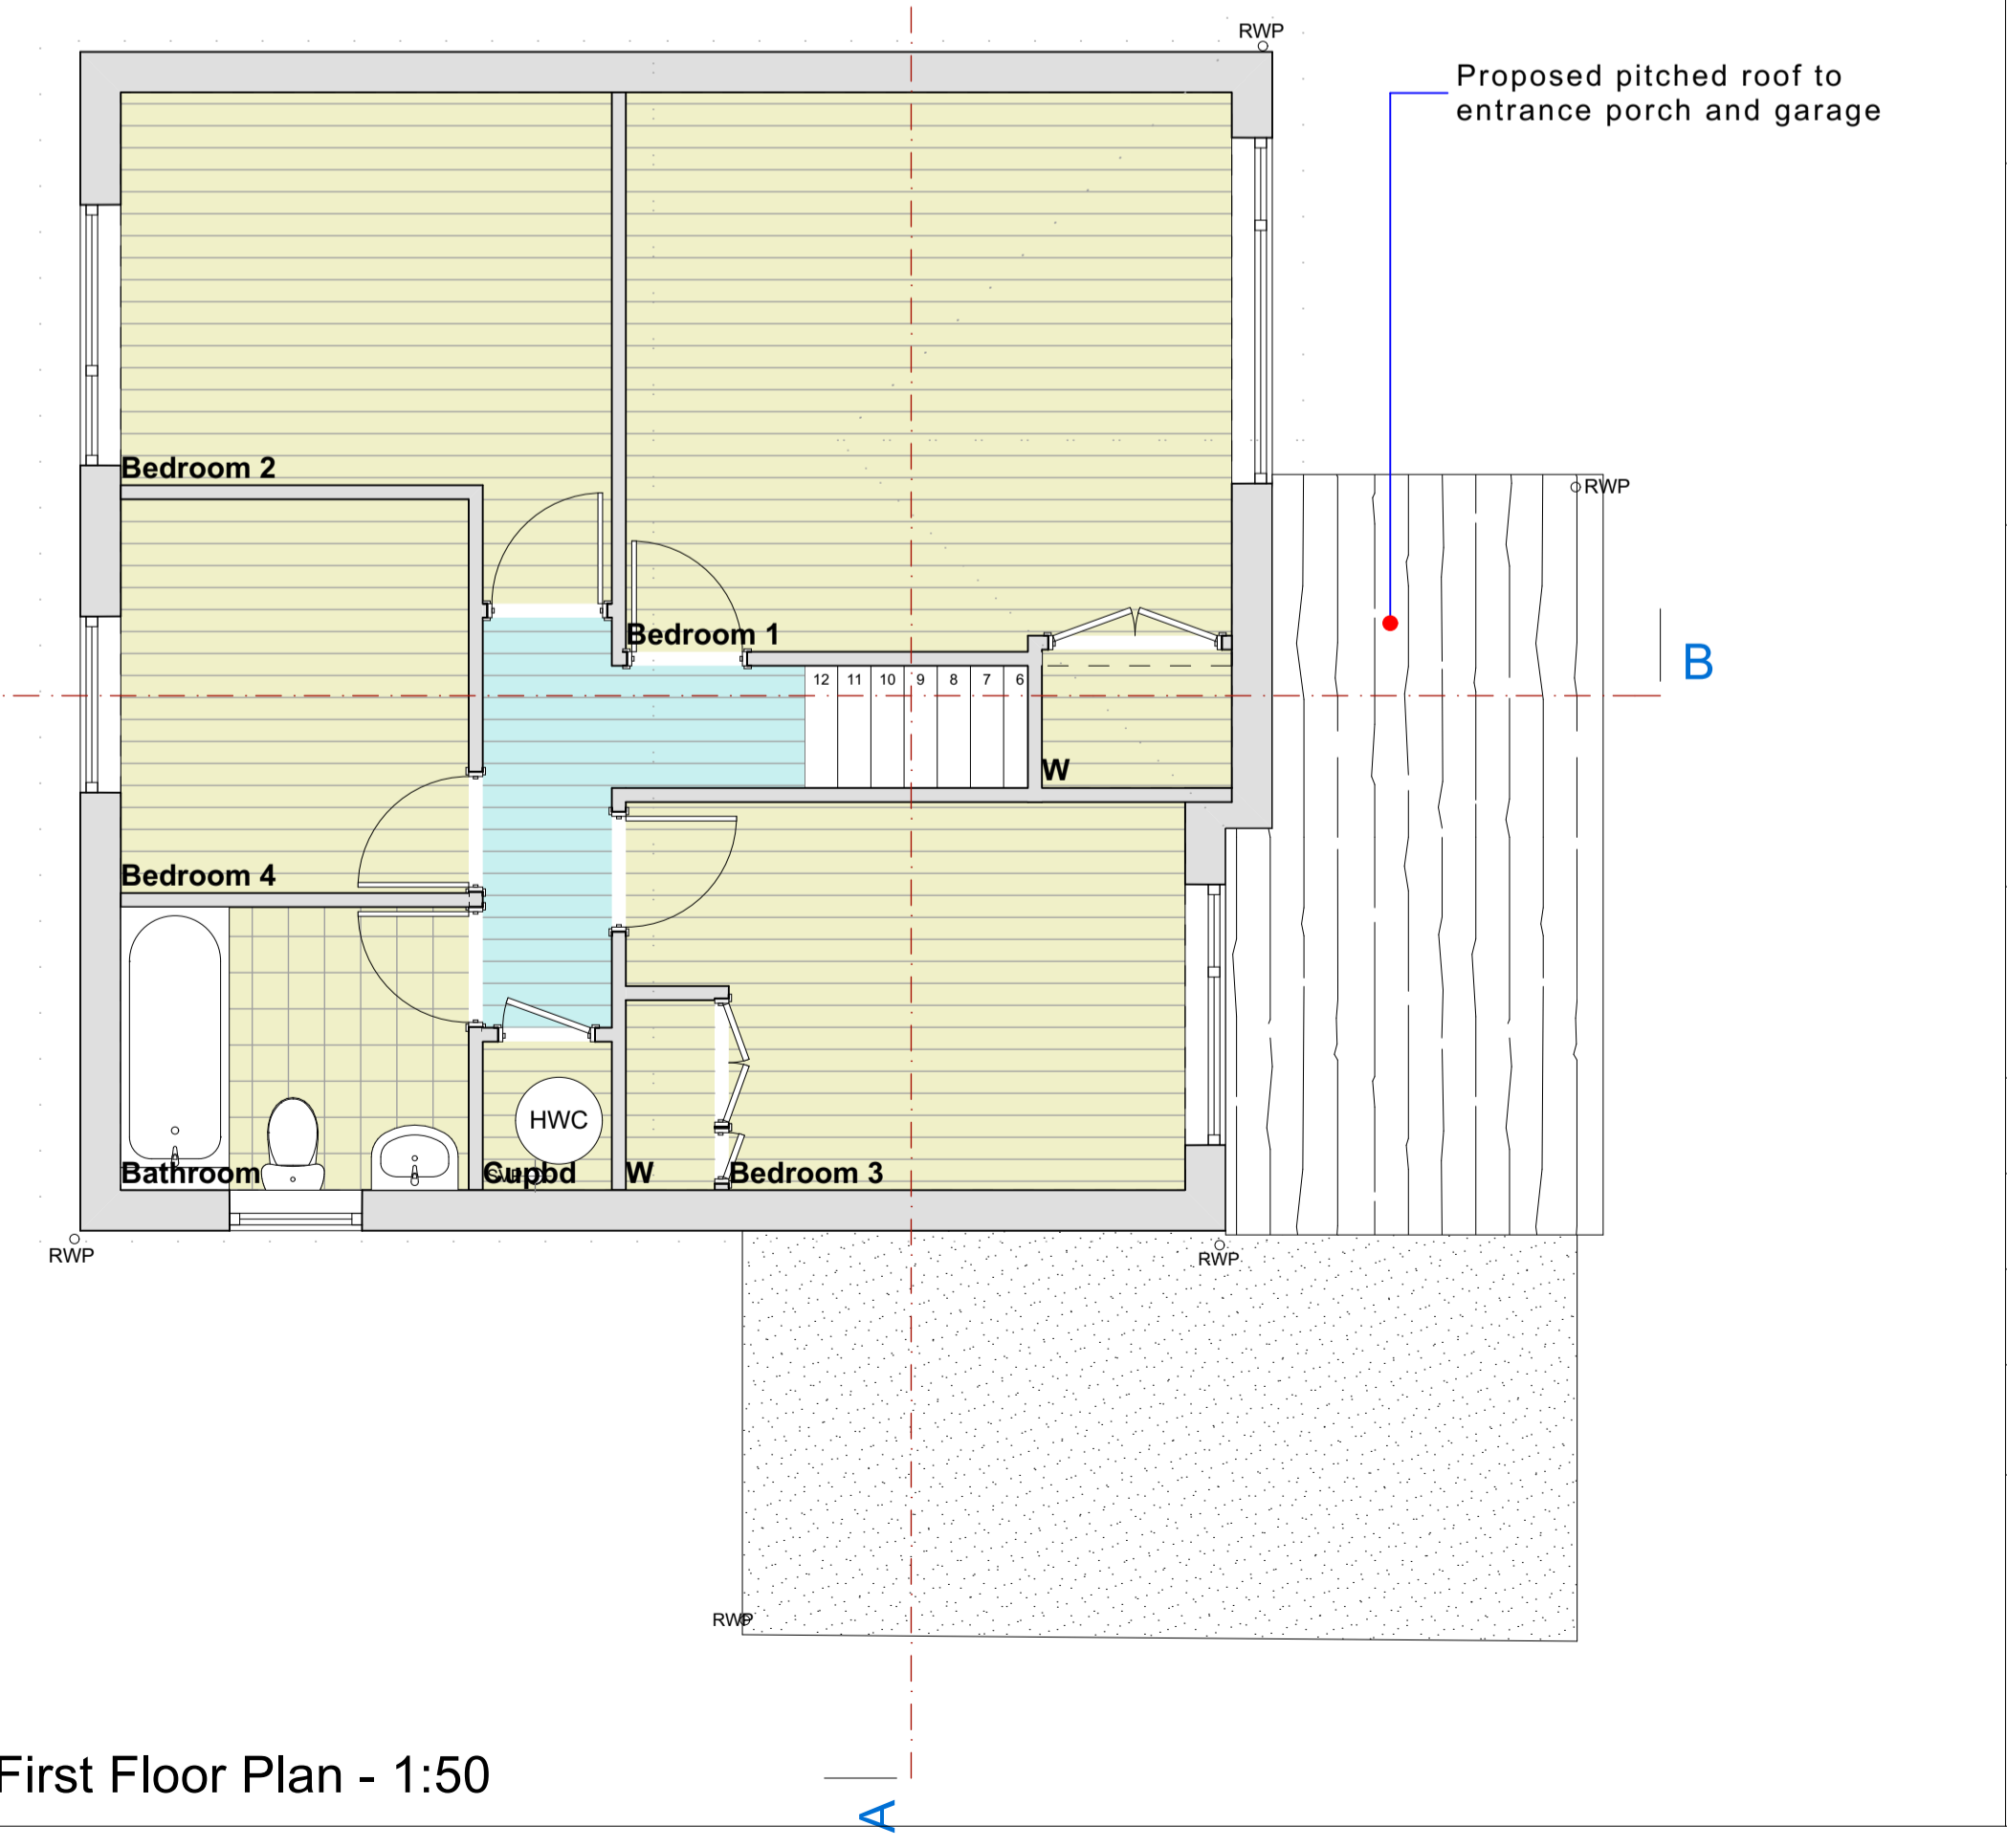 RWP
Proposed pitched roof to
entrance porch and garage
Bedroom 2
RWP
Bedroom 1
B
12 11 10 9 8 7 6
W
Bedroom 4
HWC
Bathroom
Cupbd
SVP
W
Bedroom 3
RWP
RWP
RWP
First Floor Plan - 1:50
A